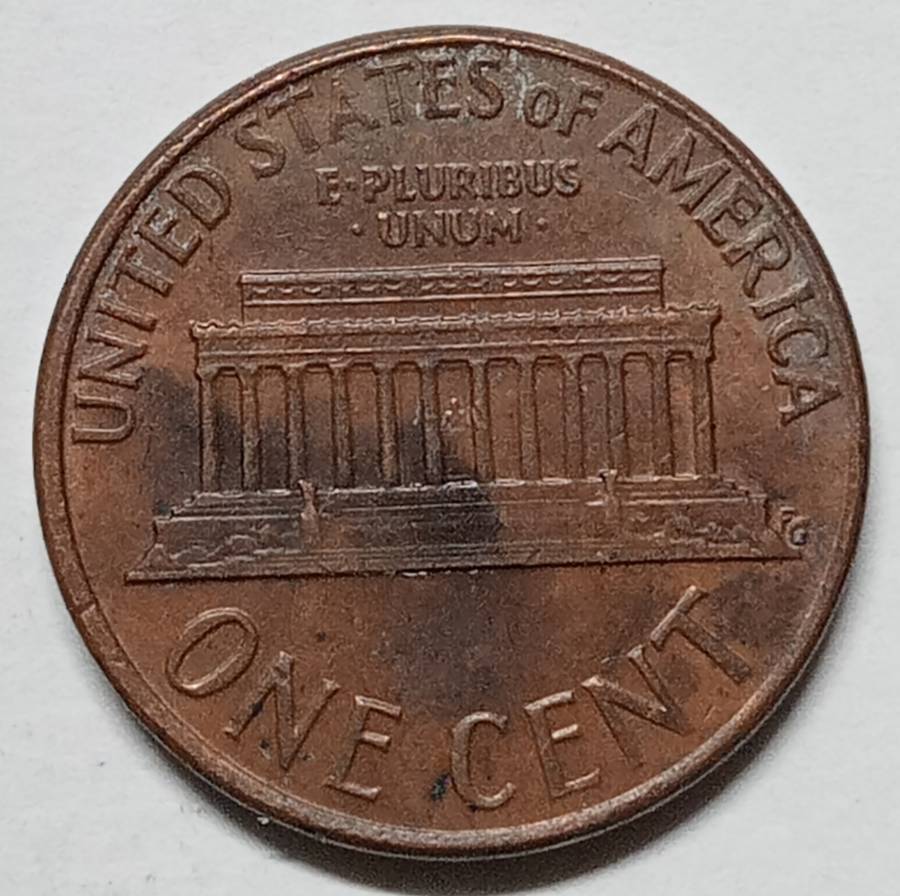 UNITED STATES OF AMERICA
E·PLURIBUS
·UNUM·
FG
ONE CENT